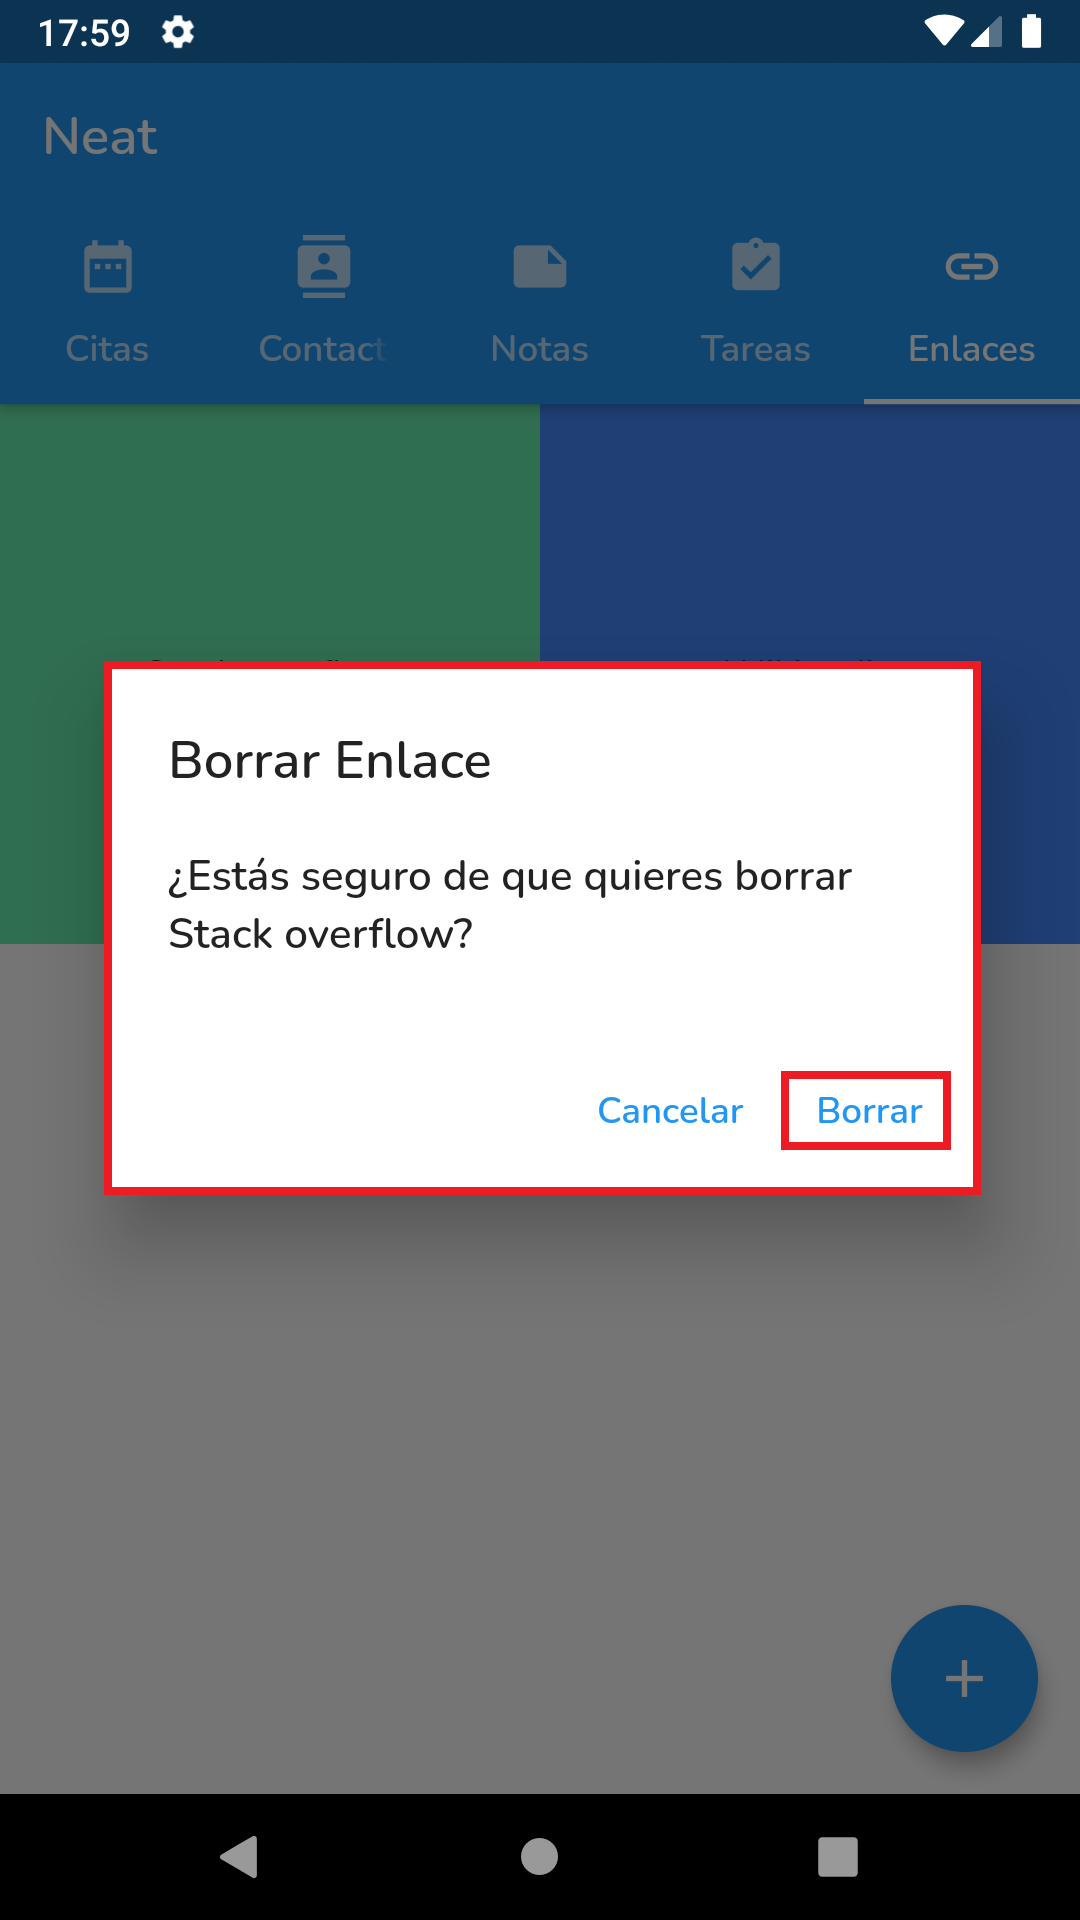 17:59
Neat
Citas
Contact
Notas
Tareas
Enlaces
Borrar Enlace
¿Estás seguro de que quieres borrar
Stack overflow?
Cancelar
Borrar